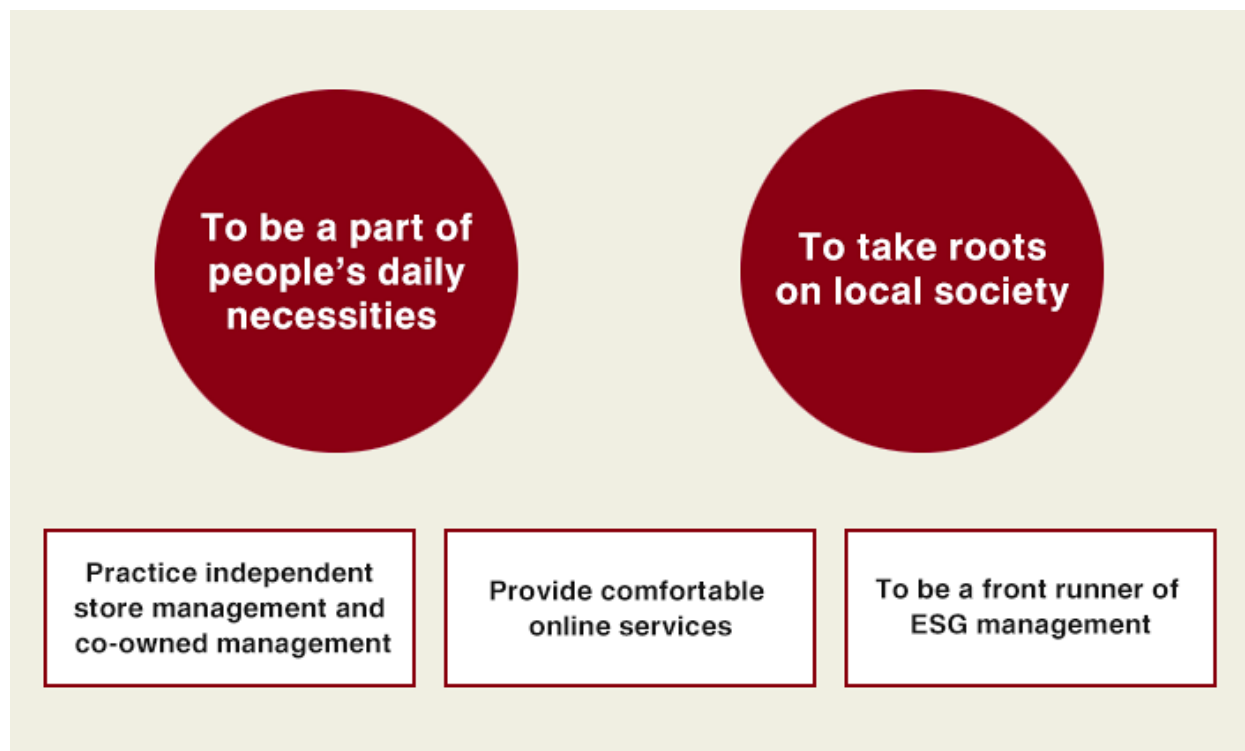 To be a part of
people’s daily
necessities
To take roots
on local society
Practice independent
store management and
co-owned management
Provide comfortable
online services
To be a front runner of
ESG management